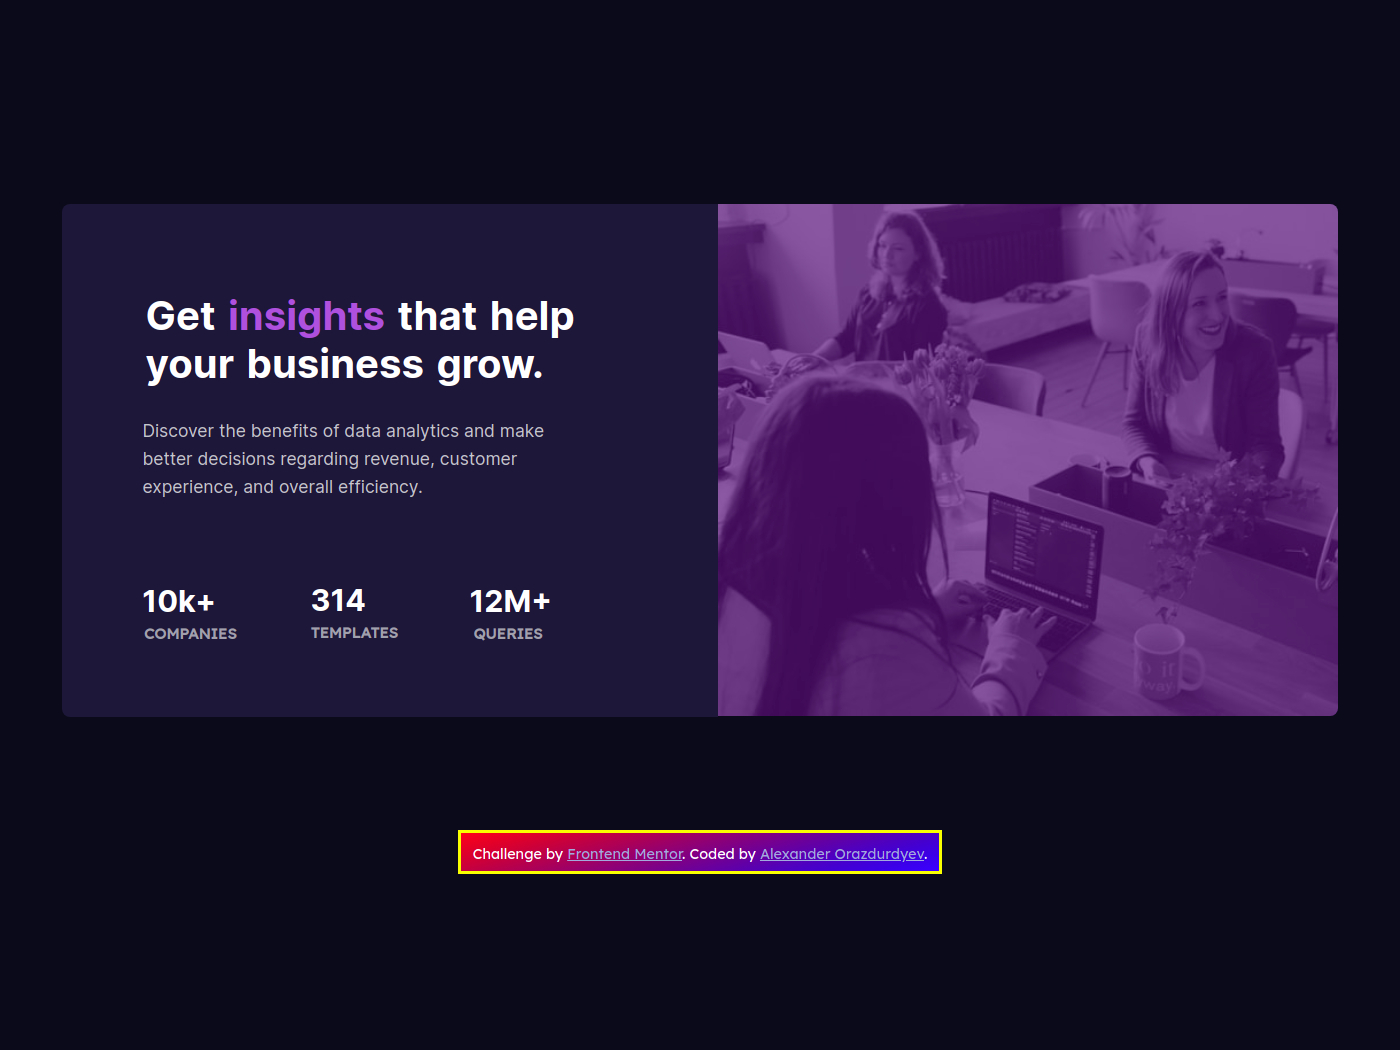 Get insights that help
your business grow.
Discover the benefits of data analytics and make
better decisions regarding revenue, customer
experience, and overall efficiency.
10k+ 314 12M+
COMPANIES TEMPLATES QUERIES
Challenge by Frontend Mentor. Coded by Alexander Orazdurdyev.